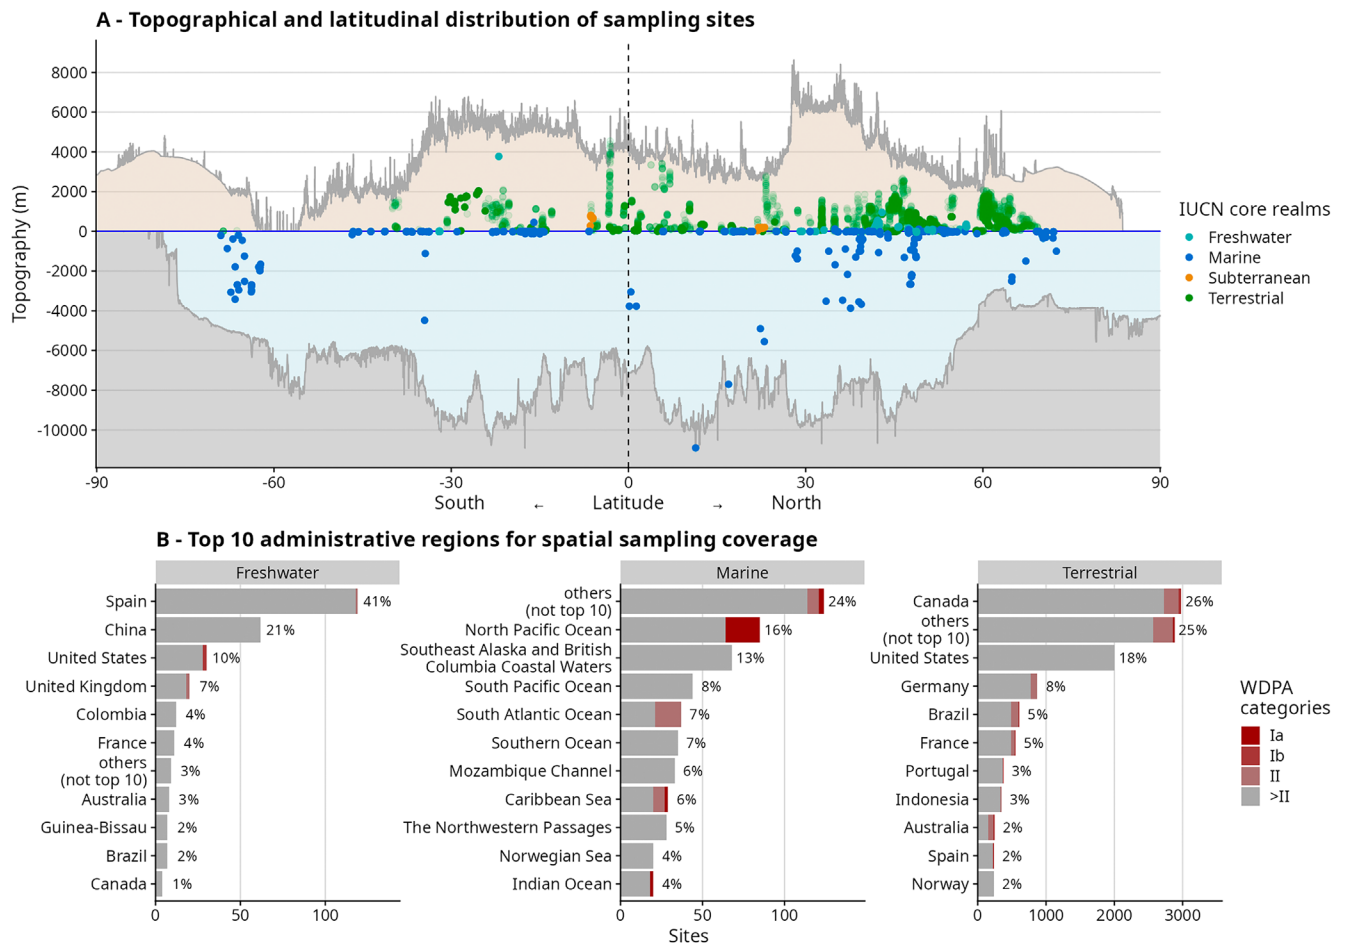 A - Topographical and latitudinal distribution of sampling sites
Topography (m)
8000
6000
4000
2000
0
-2000
-4000
-6000
-8000
-10000
-90
-60
-30
0
30
60
90
South ← Latitude → North
IUCN core realms
Freshwater
Marine
Subterranean
Terrestrial
B - Top 10 administrative regions for spatial sampling coverage
Freshwater
Spain 41%
China 21%
United States 10%
United Kingdom 7%
Colombia 4%
France 4%
others
(not top 10) 3%
Australia 3%
Guinea-Bissau 2%
Brazil 2%
Canada 1%
0 50 100
Marine
others
(not top 10) 24%
North Pacific Ocean 16%
Southeast Alaska and British
Columbia Coastal Waters 13%
South Pacific Ocean 8%
South Atlantic Ocean 7%
Southern Ocean 7%
Mozambique Channel 6%
Caribbean Sea 6%
The Northwestern Passages 5%
Norwegian Sea 4%
Indian Ocean 4%
0 50 100
Sites
Terrestrial
Canada 26%
others
(not top 10) 25%
United States 18%
Germany 8%
Brazil 5%
France 5%
Portugal 3%
Indonesia 3%
Australia 2%
Spain 2%
Norway 2%
0 1000 2000 3000
WDPA
categories
Ia
Ib
II
>II